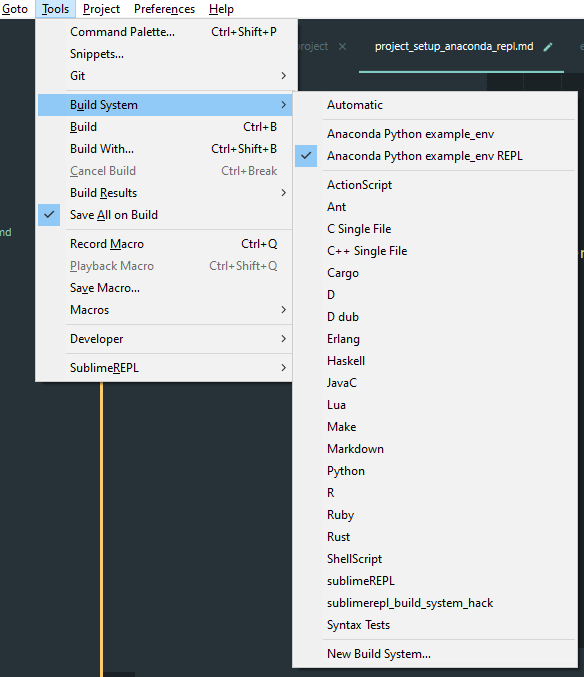 Goto Tools Project Preferences Help
Command Palette... Ctrl+Shift+P
Snippets...
Git
Build System
Build Ctrl+B
Build With... Ctrl+Shift+B
Cancel Build Ctrl+Break
Build Results
Save All on Build
Record Macro Ctrl+Q
Playback Macro Ctrl+Shift+Q
Save Macro...
Macros
Developer
SublimeREPL
project
project_setup_anaconda_repl.md
md
Automatic
Anaconda Python example_env
Anaconda Python example_env REPL
ActionScript
Ant
C Single File
C++ Single File
Cargo
D
D dub
Erlang
Haskell
JavaC
Lua
Make
Markdown
Python
R
Ruby
Rust
ShellScript
sublimeREPL
sublimerepl_build_system_hack
Syntax Tests
New Build System...